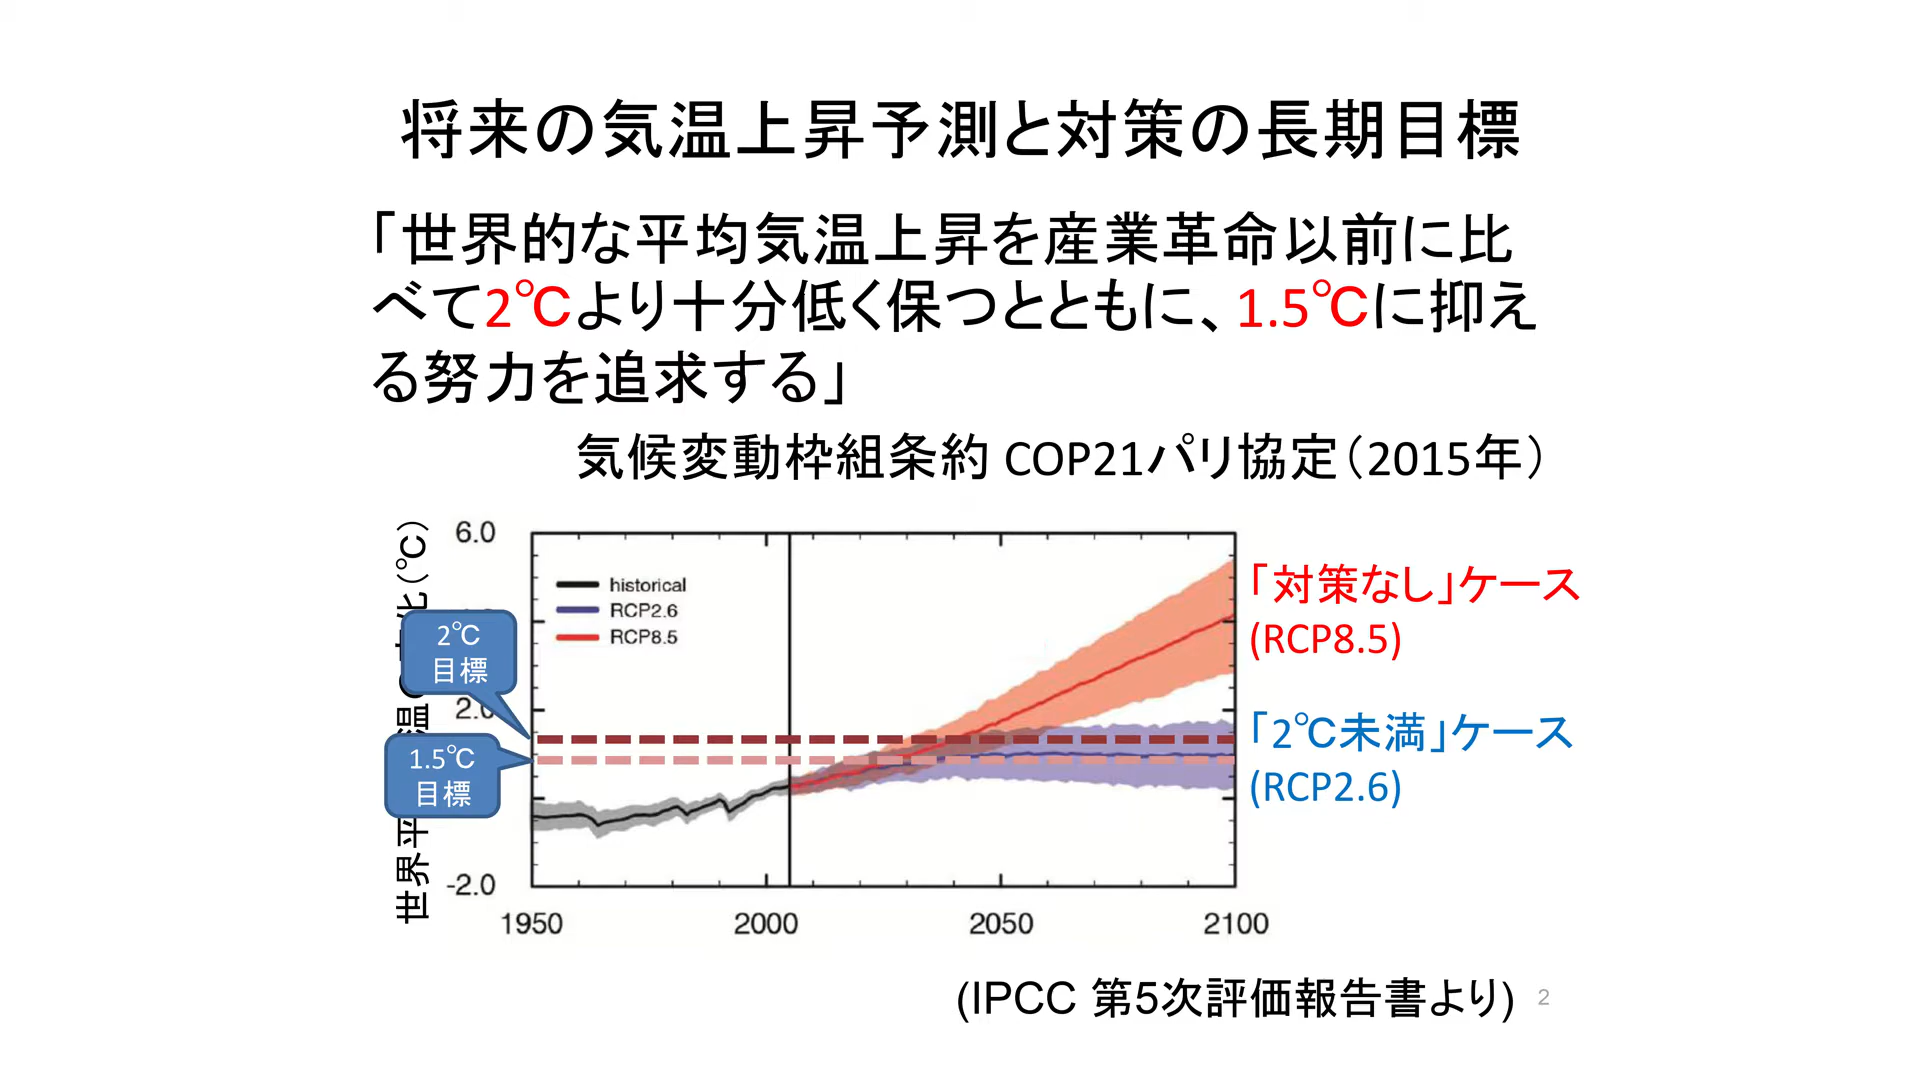 将来の気温上昇予測と対策の長期目標
「世界的な平均気温上昇を産業革命以前に比
べて2℃より十分低く保つとともに、1.5℃に抑え
る努力を追求する」
気候変動枠組条約 COP21パリ協定（2015年）
6.0
2.0
-2.0
historical
RCP2.6
RCP8.5
2℃
目標
1.5℃
目標
「対策なし」ケース
(RCP8.5)
「2℃未満」ケース
(RCP2.6)
世界平
温
化（℃）
1950
2000
2050
2100
(IPCC 第5次評価報告書より)
2